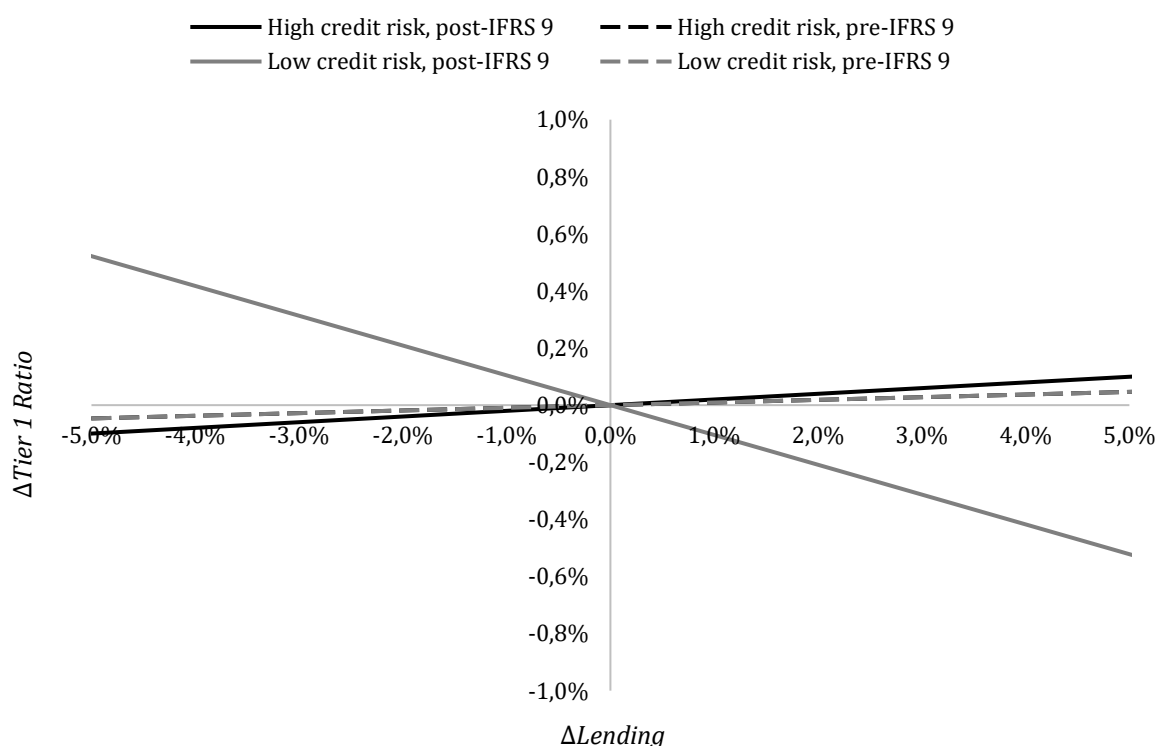 High credit risk, post-IFRS 9 High credit risk, pre-IFRS 9
Low credit risk, post-IFRS 9 Low credit risk, pre-IFRS 9
1,0%
0,8%
0,6%
0,4%
0,2%
0,0%
-5,0% -4,0% -3,0% -2,0% -1,0% 0,0% 1,0% 2,0% 3,0% 4,0% 5,0%
-0,2%
-0,4%
-0,6%
-0,8%
-1,0%
ΔTier 1 Ratio
ΔLending